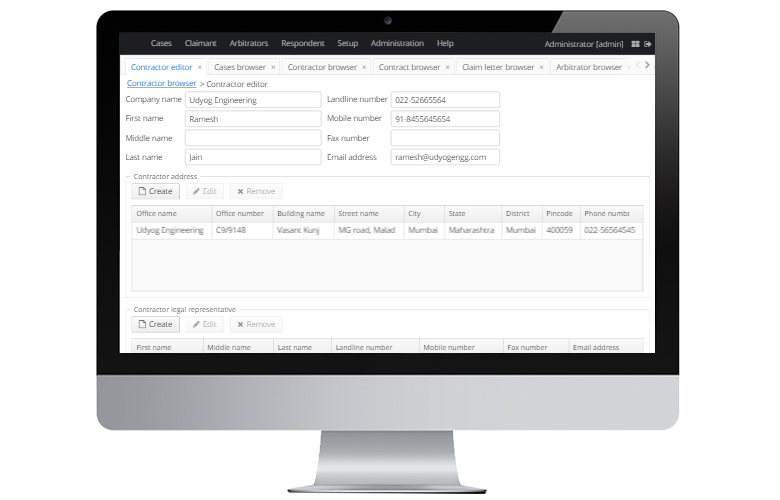 Cases Claimant Arbitrators Respondent Setup Administration Help Administrator [admin]
Contractor editor × Cases browser × Contractor browser × Contract browser × Claim letter browser × Arbitrator browser
Contractor browser > Contractor editor
Company name Udyog Engineering Landline number 022-52665564
First name Ramesh Mobile number 91-8455645654
Middle name Fax number
Last name Jain Email address ramesh@udyogengg.com
Contractor address
Create Edit Remove
Office name Office number Building name Street name City State District Pincode Phone numbe
Udyog Engineering C9/9148 Vasant Kunj MG road, Malad Mumbai Maharashtra Mumbai 400059 022-56564545
Contractor legal representative
Create Edit Remove
First name Middle name Last name Landline number Mobile number Fax number Email address